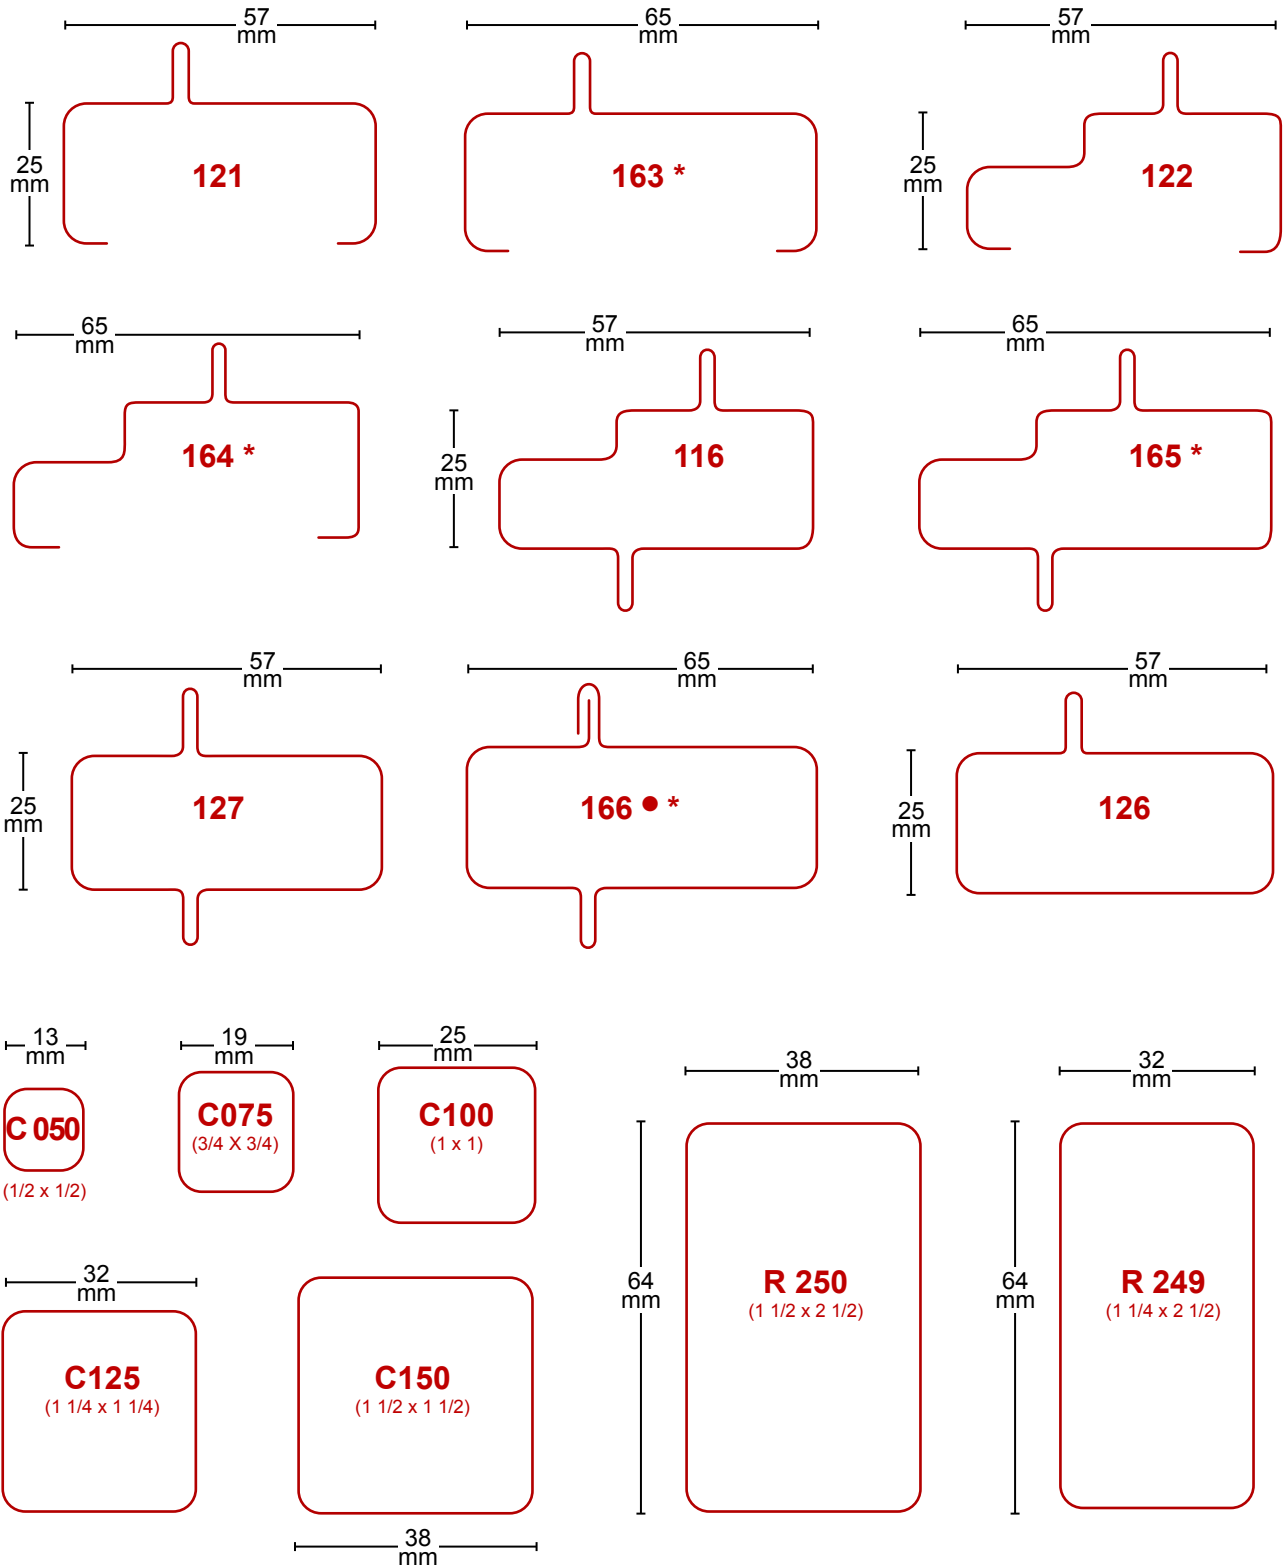 57
mm
65
mm
57
mm
25
mm
121
163 *
25
mm
122
65
mm
57
mm
65
mm
164 *
25
mm
116
165 *
57
mm
65
mm
57
mm
25
mm
127
166 ● *
25
mm
126
13
mm
19
mm
25
mm
38
mm
32
mm
C 050
(1/2 x 1/2)
C075
(3/4 X 3/4)
C100
(1 x 1)
64
mm
R 250
(1 1/2 x 2 1/2)
64
mm
R 249
(1 1/4 x 2 1/2)
32
mm
C125
(1 1/4 x 1 1/4)
C150
(1 1/2 x 1 1/2)
38
mm